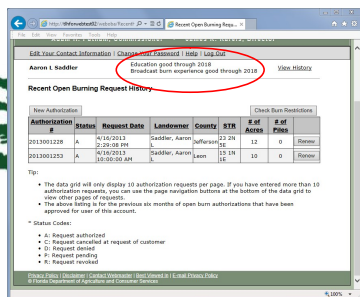 http://fdhforweb
Recent Open Burning Requ...
File Edit View Favorites Tools Help
Edit Your Contact Information | Change Your Password | Help | Log Out
Aaron L Saddler
Education good through 2018
Broadcast burn experience good through 2018
View History
Recent Open Burning Request History
New Authorization
Check Burn Restrictions
Authorization # Status Request Date Landowner County STR # of Acres # of Piles
2013001228 A 4/16/2013 2:29:08 PM Saddler, Aaron L Jefferson 23 2N 5E 12 0 Renew
2013001253 A 4/16/2013 10:00:00 AM Saddler, Aaron L Leon 15 1N 1E 10 0 Renew
Tip:
• The data grid will only display 10 authorization requests per page. If you have entered more than 10
authorization requests, you can use the page navigation buttons at the bottom of the data grid to
view other pages of requests.
• The above listing is for the previous six months of open burn authorizations that have been
approved for user of this account.
* Status Codes:
• A: Request authorized
• C: Request cancelled at request of customer
• D: Request denied
• P: Request pending
• R: Request revoked
Privacy Policy | Disclaimer | Contact Webmaster | Best Viewed in | E-mail Privacy Policy
© Florida Department of Agriculture and Consumer Services
100%